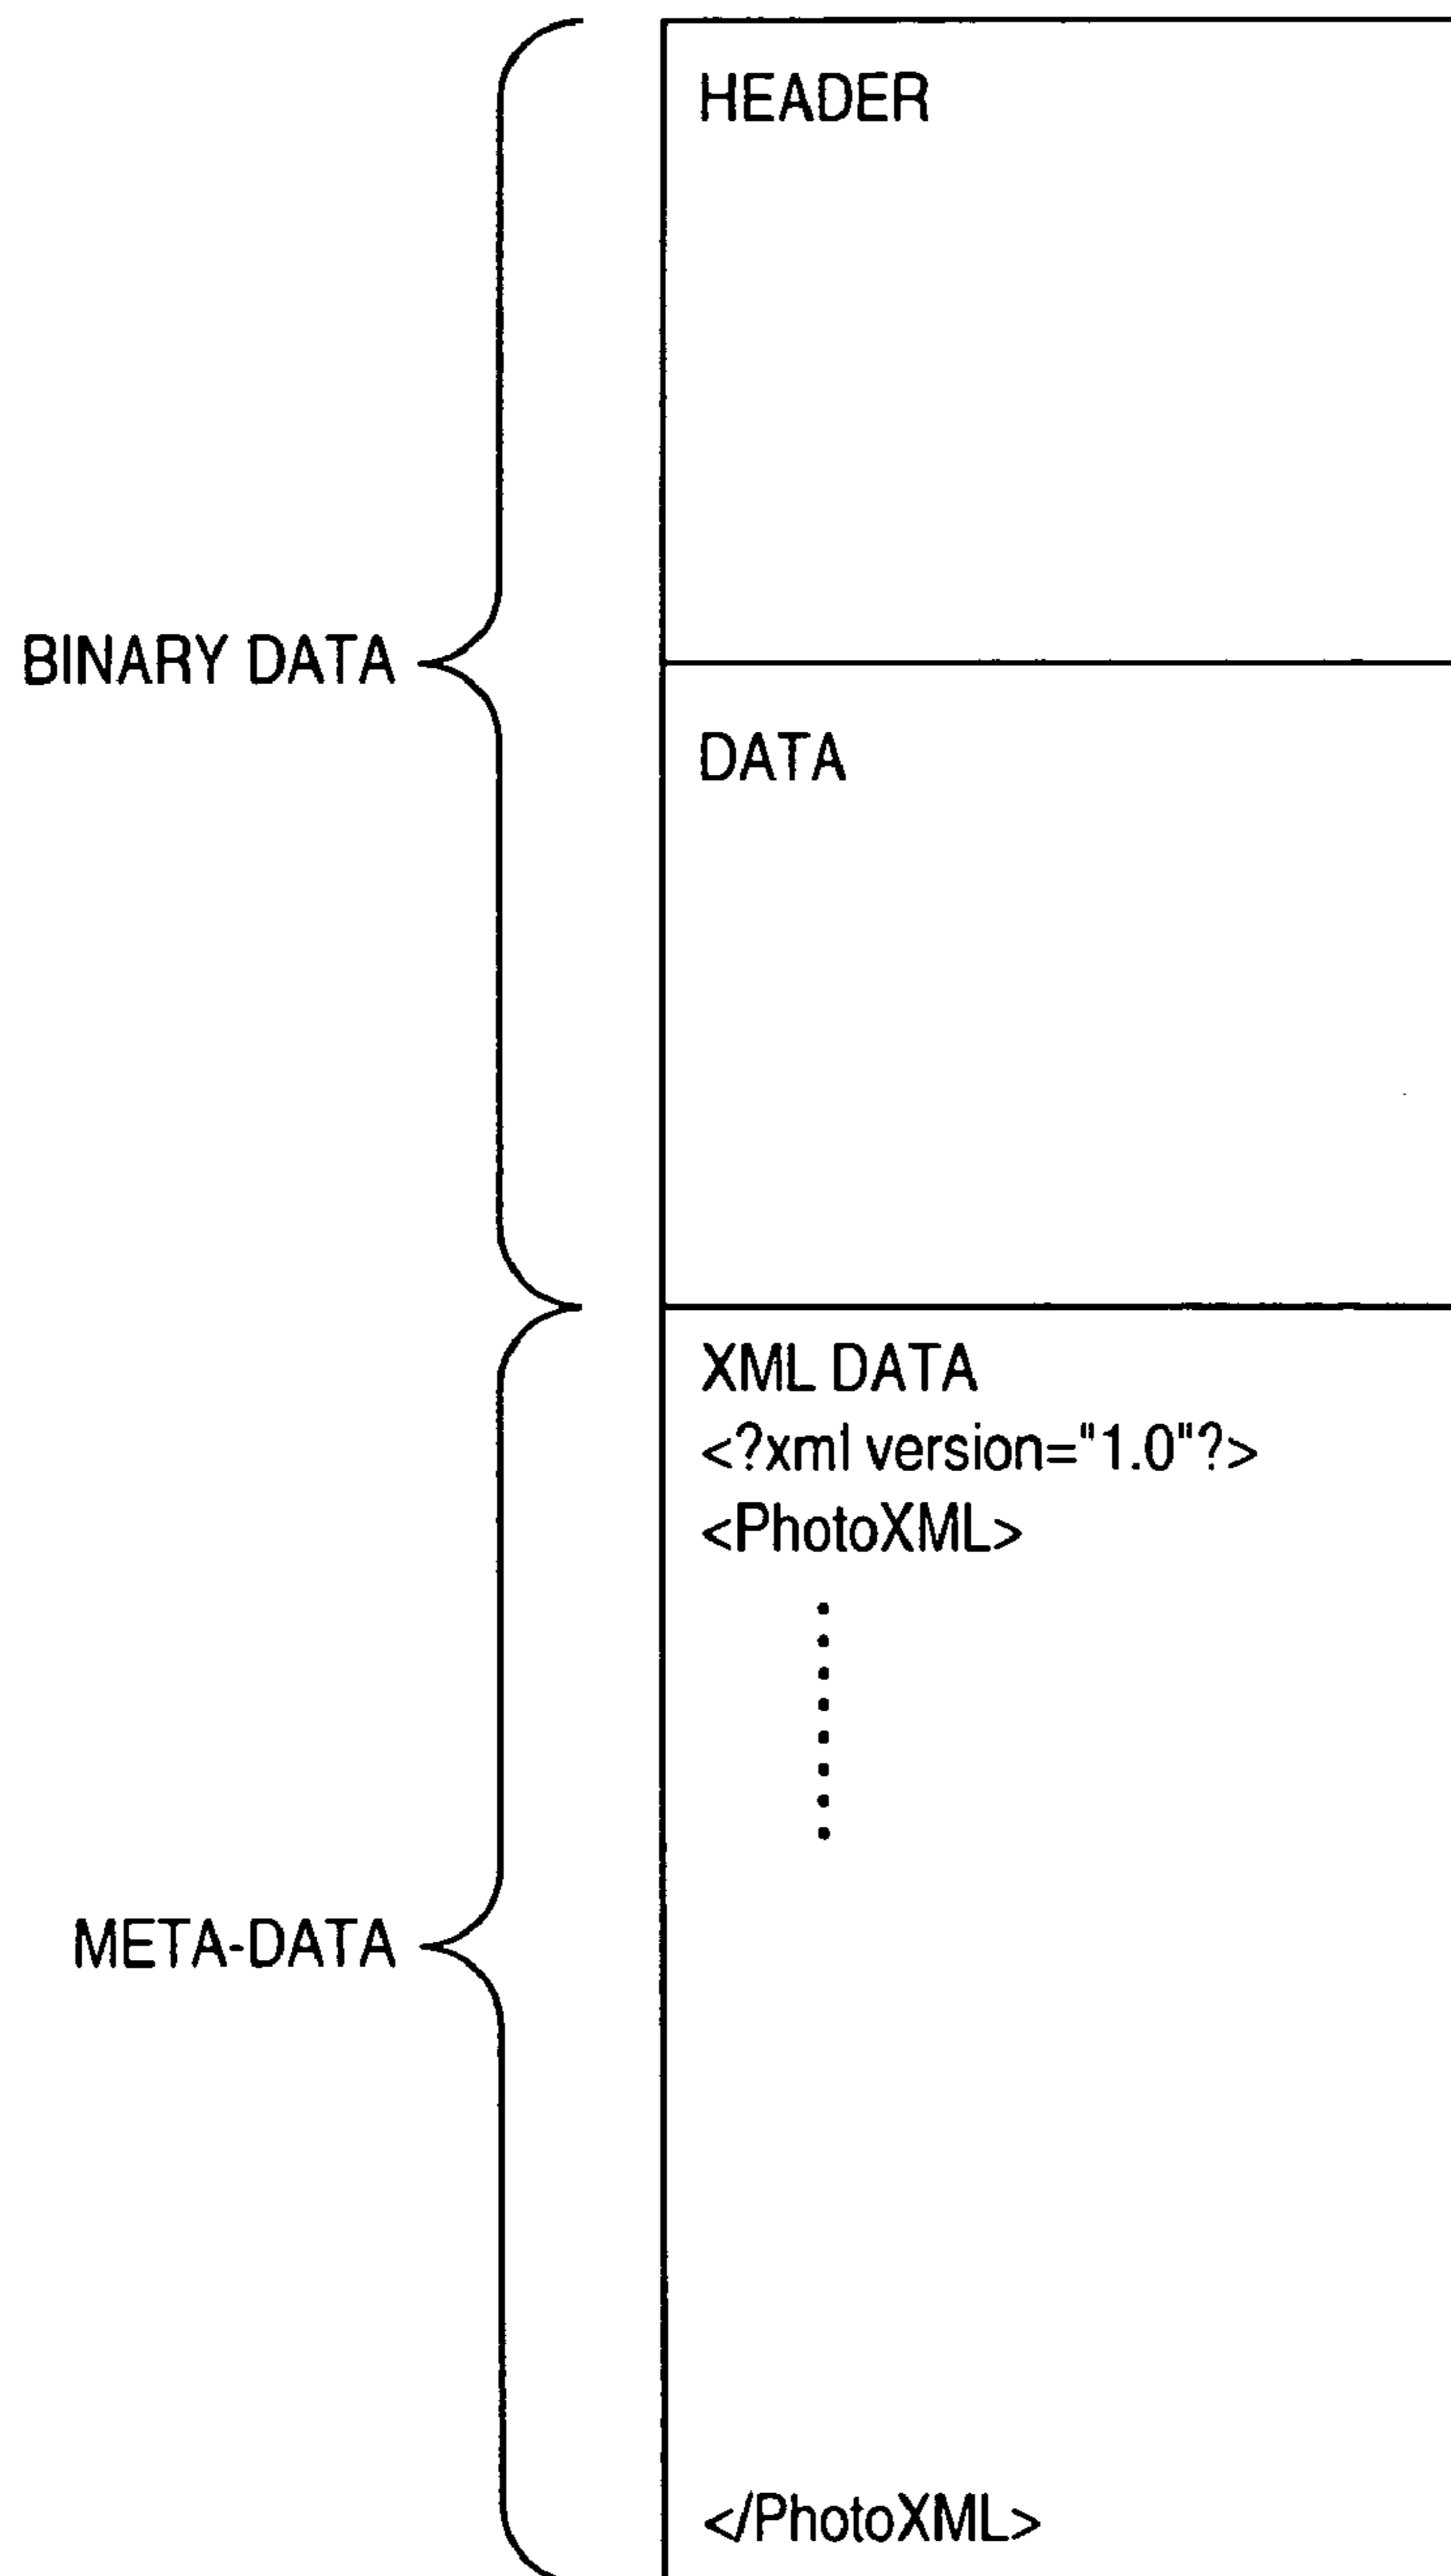 HEADER
BINARY DATA
DATA
XML DATA
<?xml version="1.0"?>
<PhotoXML>
META-DATA
</PhotoXML>